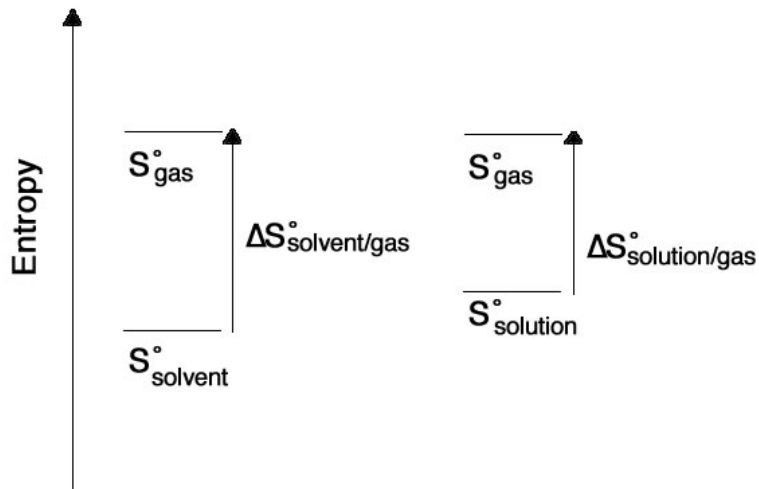 Entropy
S°gas
ΔS°solvent/gas
S°solvent
S°gas
ΔS°solution/gas
S°solution